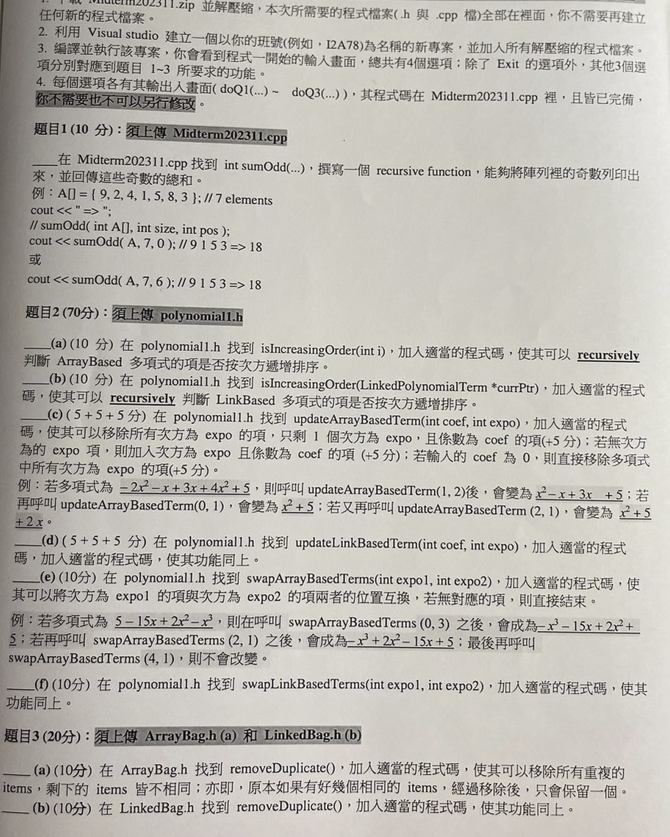 1. 下載 Midterm202311.zip 並解壓縮，本次所需要的程式檔案(.h 與 .cpp 檔)全部在裡面，你不需要再建立
任何新的程式檔案。
2. 利用 Visual studio 建立一個以你的班號(例如，I2A78)為名稱的新專案，並加入所有解壓縮的程式檔案。
3. 編譯並執行該專案，你會看到程式一開始的輸入畫面，總共有4個選項；除了 Exit 的選項外，其他3個選
項分別對應到題目 1~3 所要求的功能。
4. 每個選項各有其輸出入畫面( doQ1(...) ~ doQ3(...) )，其程式碼在 Midterm202311.cpp 裡，且皆已完備，
你不需要也不可以另行修改。
題目1 (10 分)：須上傳 Midterm202311.cpp
___在 Midterm202311.cpp 找到 int sumOdd(...)，撰寫一個 recursive function，能夠將陣列裡的奇數列印出
來，並回傳這些奇數的總和。
例：A[] = { 9, 2, 4, 1, 5, 8, 3 }; // 7 elements
cout << " => ";
// sumOdd( int A[], int size, int pos );
cout << sumOdd( A, 7, 0 ); // 9 1 5 3 => 18
或
cout << sumOdd( A, 7, 6 ); // 9 1 5 3 => 18
題目2 (70分)：須上傳 polynomial1.h
___(a) (10 分) 在 polynomial1.h 找到 isIncreasingOrder(int i)，加入適當的程式碼，使其可以 recursively
判斷 ArrayBased 多項式的項是否按次方遞增排序。
___(b) (10 分) 在 polynomial1.h 找到 isIncreasingOrder(LinkedPolynomialTerm *currPtr)，加入適當的程式
碼，使其可以 recursively 判斷 LinkBased 多項式的項是否按次方遞增排序。
___(c) ( 5 + 5 + 5 分) 在 polynomial1.h 找到 updateArrayBasedTerm(int coef, int expo)，加入適當的程式
碼，使其可以移除所有次方為 expo 的項，只剩 1 個次方為 expo，且係數為 coef 的項(+5 分)；若無次方
為的 expo 項，則加入次方為 expo 且係數為 coef 的項 (+5 分)；若輸入的 coef 為 0，則直接移除多項式
中所有次方為 expo 的項(+5 分)。
例：若多項式為 −2x²−x+3x+4x²+5，則呼叫 updateArrayBasedTerm(1, 2)後，會變為 x²−x+3x +5；若
再呼叫 updateArrayBasedTerm(0, 1)，會變為 x²+5；若又再呼叫 updateArrayBasedTerm (2, 1)，會變為 x²+5
+2x。
___(d) ( 5 + 5 + 5 分) 在 polynomial1.h 找到 updateLinkBasedTerm(int coef, int expo)，加入適當的程式
碼，加入適當的程式碼，使其功能同上。
___(e) (10分) 在 polynomial1.h 找到 swapArrayBasedTerms(int expo1, int expo2)，加入適當的程式碼，使
其可以將次方為 expo1 的項與次方為 expo2 的項兩者的位置互換，若無對應的項，則直接結束。
例：若多項式為 5−15x+2x²−x³，則在呼叫 swapArrayBasedTerms (0, 3) 之後，會成為−x³−15x+2x²+
5；若再呼叫 swapArrayBasedTerms (2, 1) 之後，會成為−x³+2x²−15x+5；最後再呼叫
swapArrayBasedTerms (4, 1)，則不會改變。
___(f) (10分) 在 polynomial1.h 找到 swapLinkBasedTerms(int expo1, int expo2)，加入適當的程式碼，使其
功能同上。
題目3 (20分)：須上傳 ArrayBag.h (a) 和 LinkedBag.h (b)
___ (a) (10分) 在 ArrayBag.h 找到 removeDuplicate()，加入適當的程式碼，使其可以移除所有重複的
items，剩下的 items 皆不相同；亦即，原本如果有好幾個相同的 items，經過移除後，只會保留一個。
___ (b) (10分) 在 LinkedBag.h 找到 removeDuplicate()，加入適當的程式碼，使其功能同上。